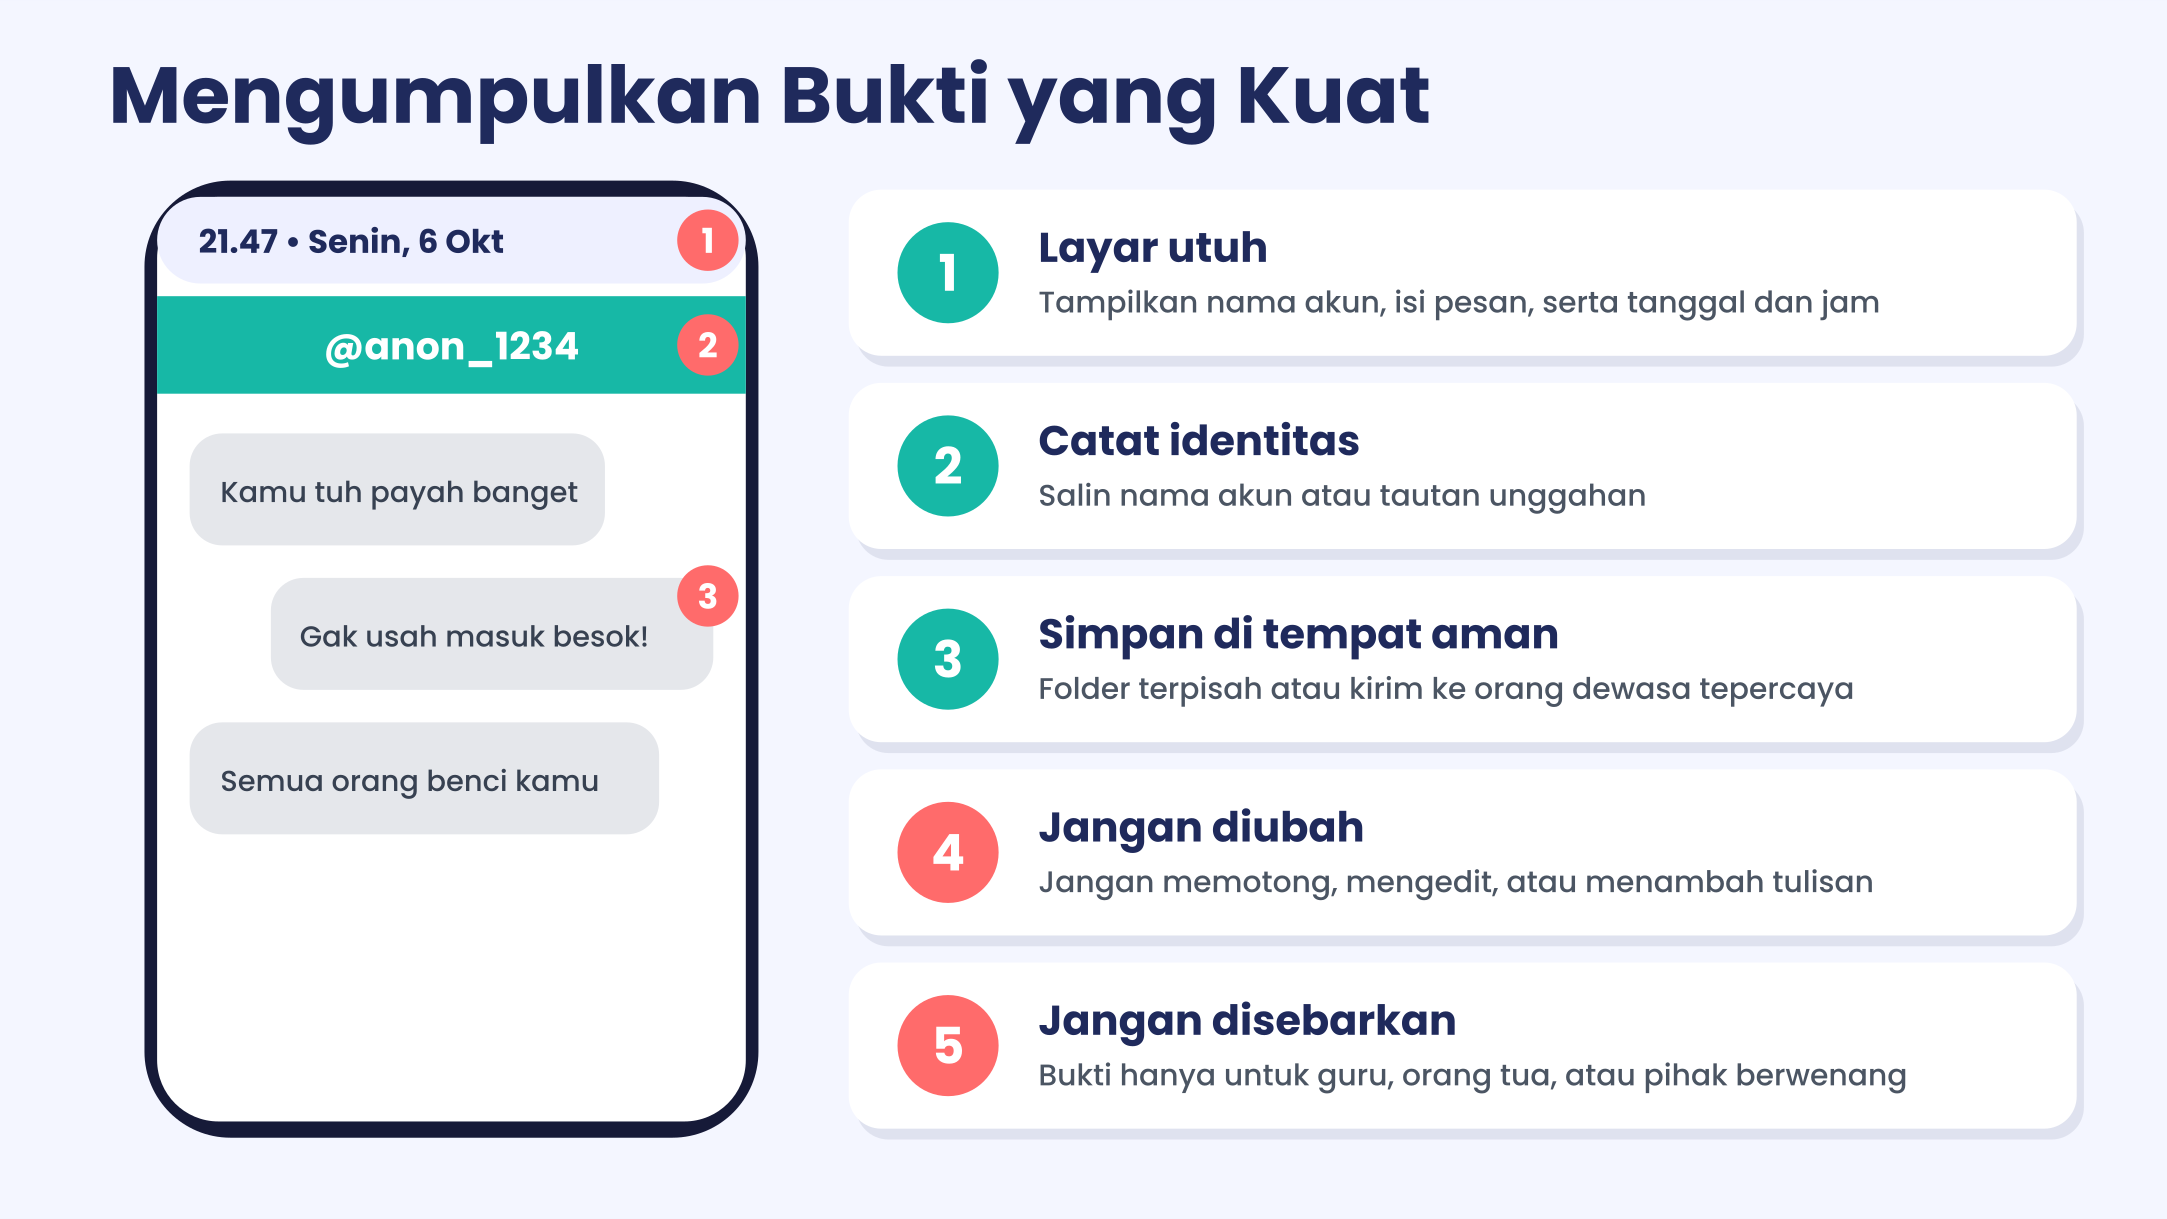 Mengumpulkan Bukti yang Kuat
21.47 • Senin, 6 Okt
1
@anon_1234
2
Kamu tuh payah banget
3
Gak usah masuk besok!
Semua orang benci kamu
1
Layar utuh
Tampilkan nama akun, isi pesan, serta tanggal dan jam
2
Catat identitas
Salin nama akun atau tautan unggahan
3
Simpan di tempat aman
Folder terpisah atau kirim ke orang dewasa tepercaya
4
Jangan diubah
Jangan memotong, mengedit, atau menambah tulisan
5
Jangan disebarkan
Bukti hanya untuk guru, orang tua, atau pihak berwenang